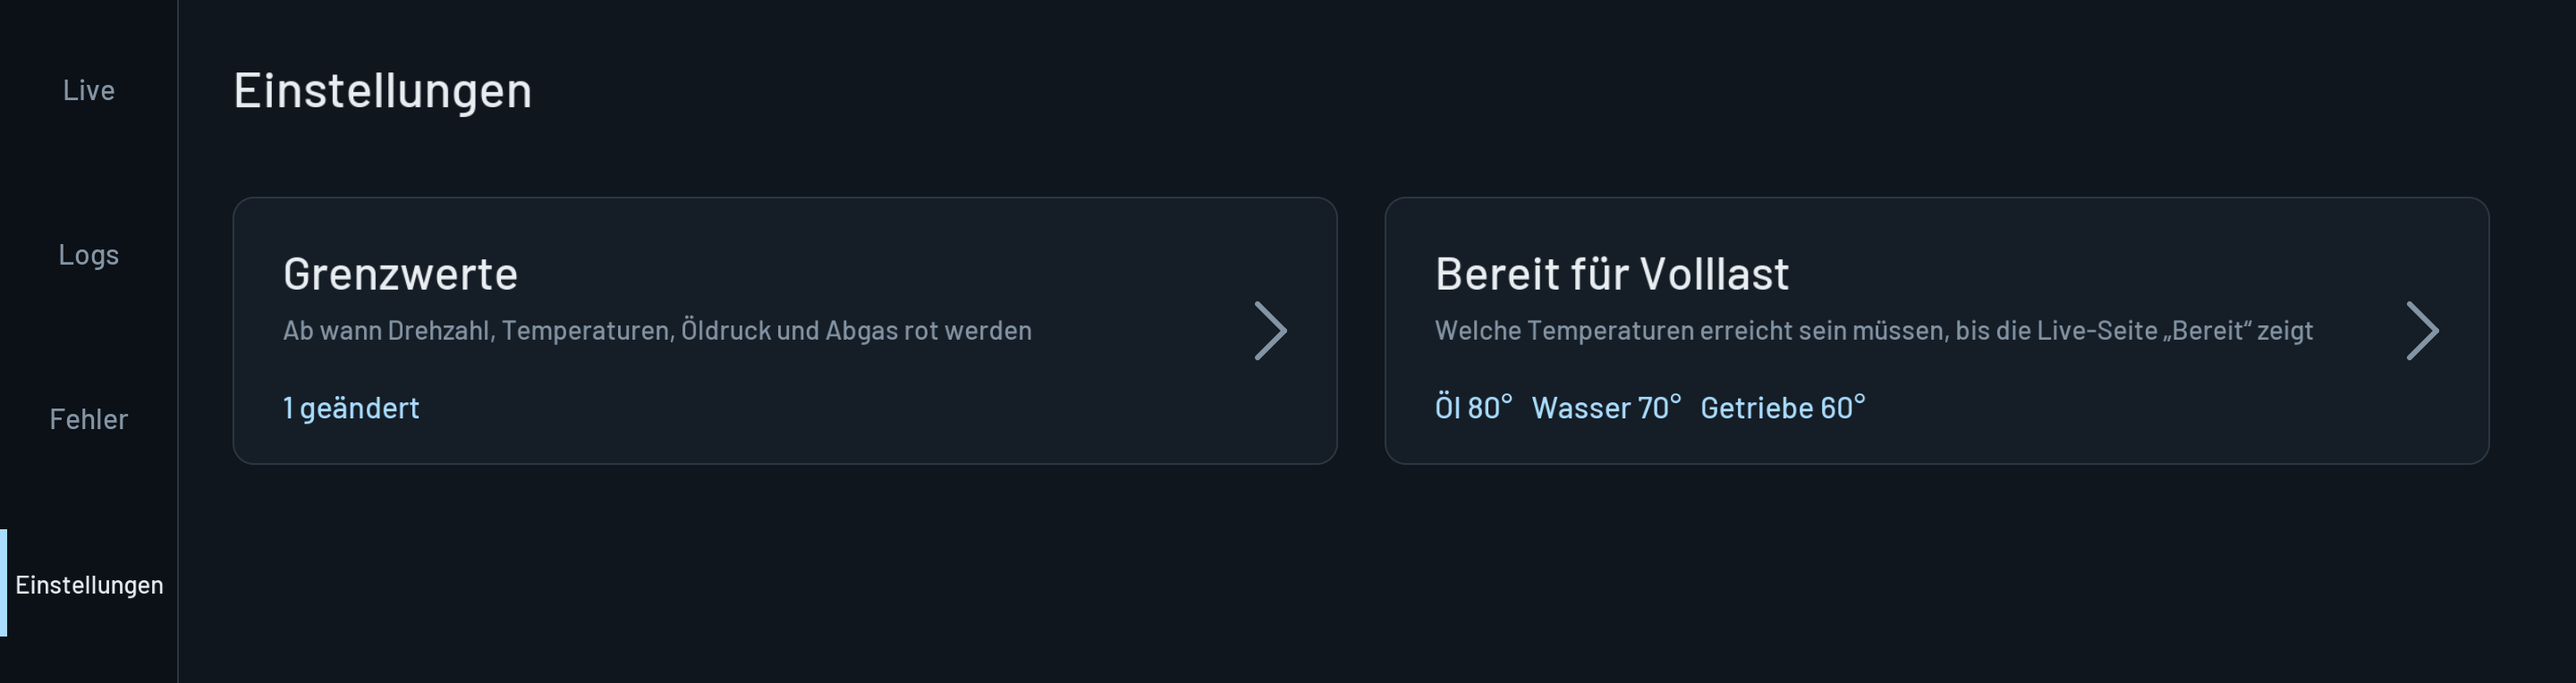 Live
Logs
Fehler
Einstellungen
Einstellungen
Grenzwerte
Ab wann Drehzahl, Temperaturen, Öldruck und Abgas rot werden
1 geändert
Bereit für Volllast
Welche Temperaturen erreicht sein müssen, bis die Live-Seite „Bereit“ zeigt
Öl 80° Wasser 70° Getriebe 60°